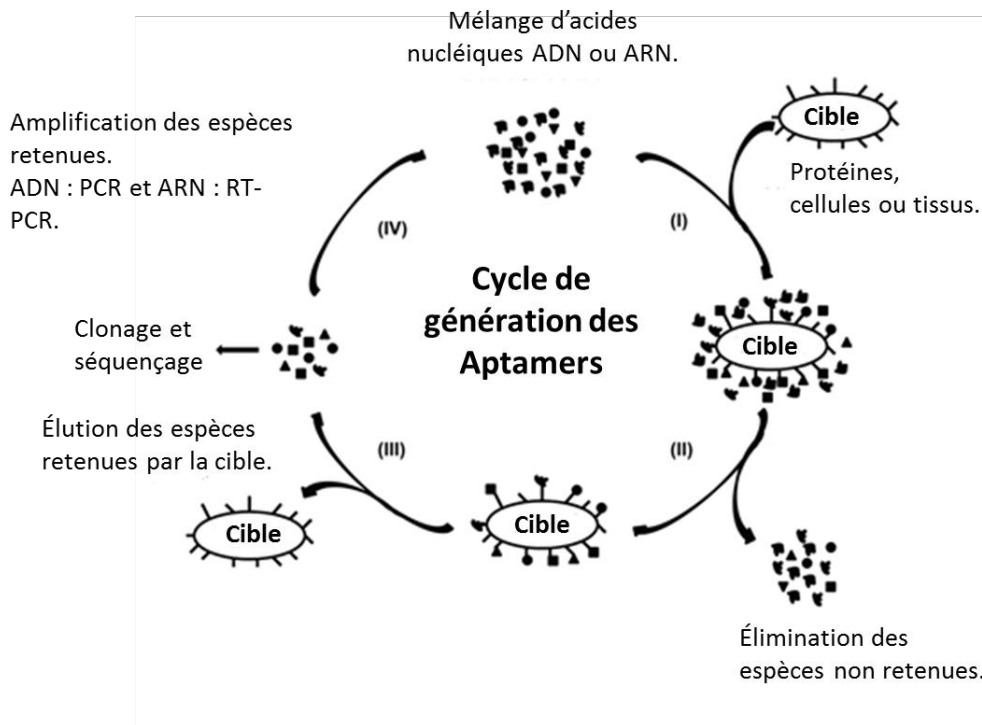 Mélange d’acides
nucléiques ADN ou ARN.
Cible
Protéines,
cellules ou tissus.
Amplification des espèces
retenues.
ADN : PCR et ARN : RT-
PCR.
(IV)
(I)
Cycle de
génération des
Aptamers
Cible
Clonage et
séquençage
Élution des espèces
retenues par la cible.
(III)
(II)
Cible
Cible
Élimination des
espèces non retenues.